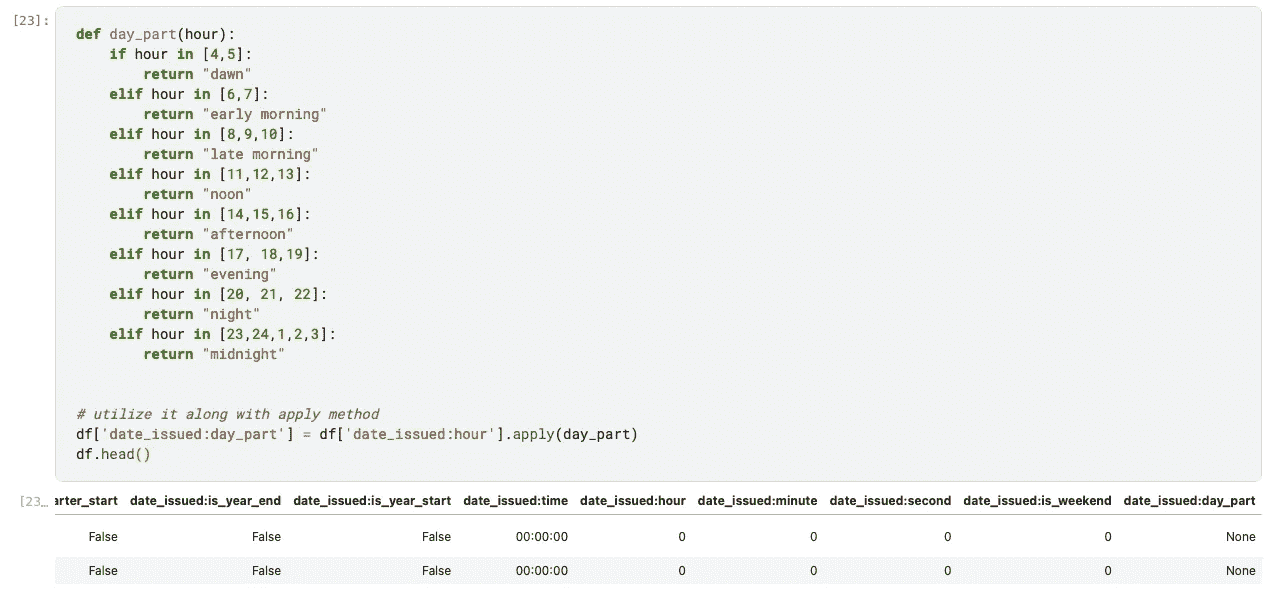 [23]:
def day_part(hour):
    if hour in [4,5]:
        return "dawn"
    elif hour in [6,7]:
        return "early morning"
    elif hour in [8,9,10]:
        return "late morning"
    elif hour in [11,12,13]:
        return "noon"
    elif hour in [14,15,16]:
        return "afternoon"
    elif hour in [17, 18,19]:
        return "evening"
    elif hour in [20, 21, 22]:
        return "night"
    elif hour in [23,24,1,2,3]:
        return "midnight"
# utilize it along with apply method
df['date_issued:day_part'] = df['date_issued:hour'].apply(day_part)
df.head()
[23… arter_start date_issued:is_year_end date_issued:is_year_start date_issued:time date_issued:hour date_issued:minute date_issued:second date_issued:is_weekend date_issued:day_part
False False False 00:00:00 0 0 0 0 None
False False False 00:00:00 0 0 0 0 None